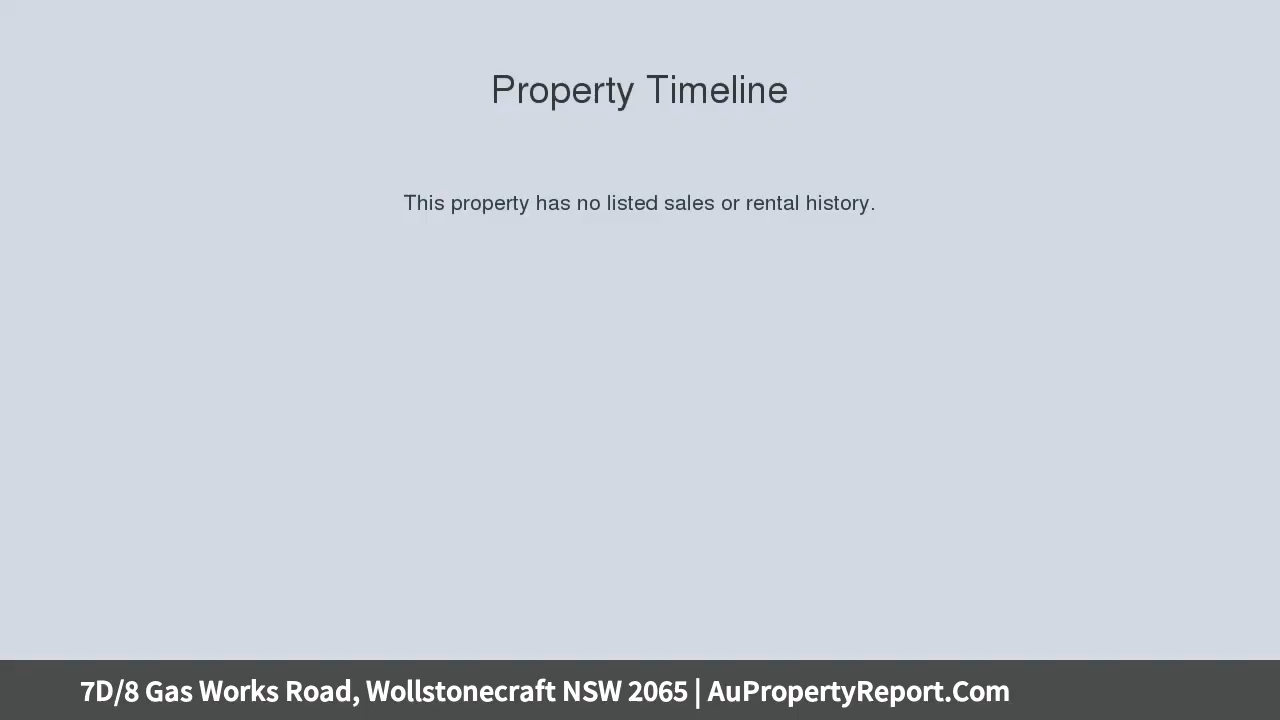 Property Timeline
This property has no listed sales or rental history.
7D/8 Gas Works Road, Wollstonecraft NSW 2065 | AuPropertyReport.Com